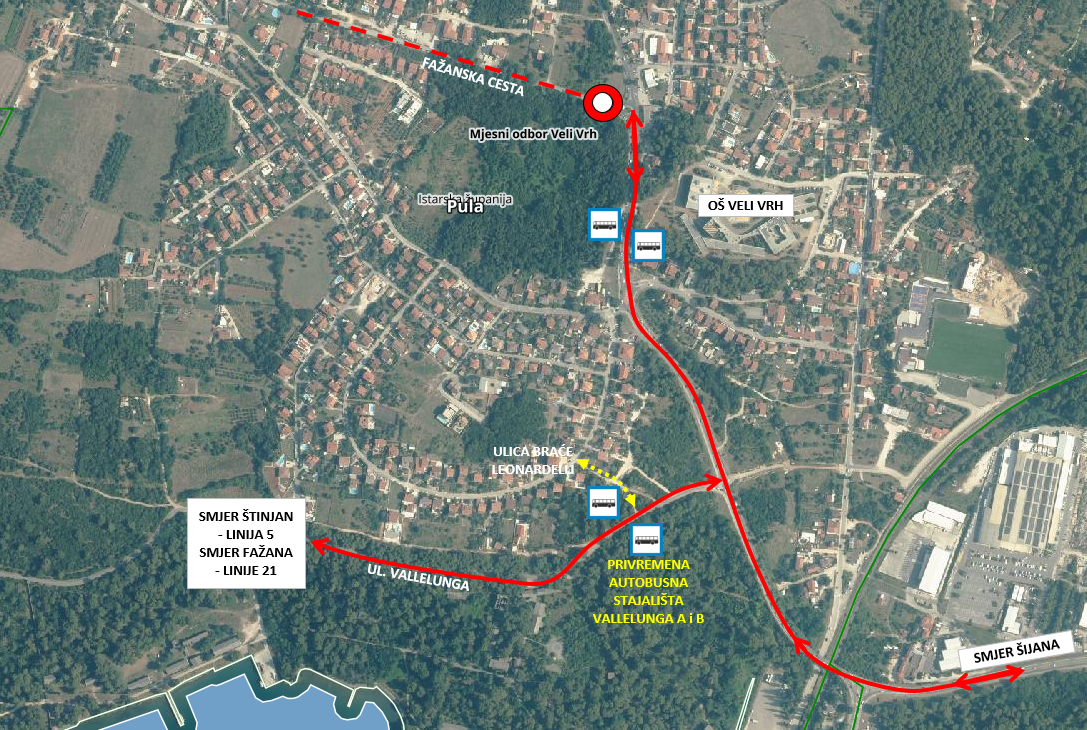 FAŽANSKA CESTA
Mjesni odbor Veli Vrh
Istarska županija
Pula
OŠ VELI VRH
ULICA BRAĆE
LEONARDELLI
SMJER ŠTINJAN
- LINIJA 5
SMJER FAŽANA
- LINIJE 21
UL. VALLELUNGA
PRIVREMENA
AUTOBUSNA
STAJALIŠTA
VALLELUNGA A i B
SMJER ŠIJANA